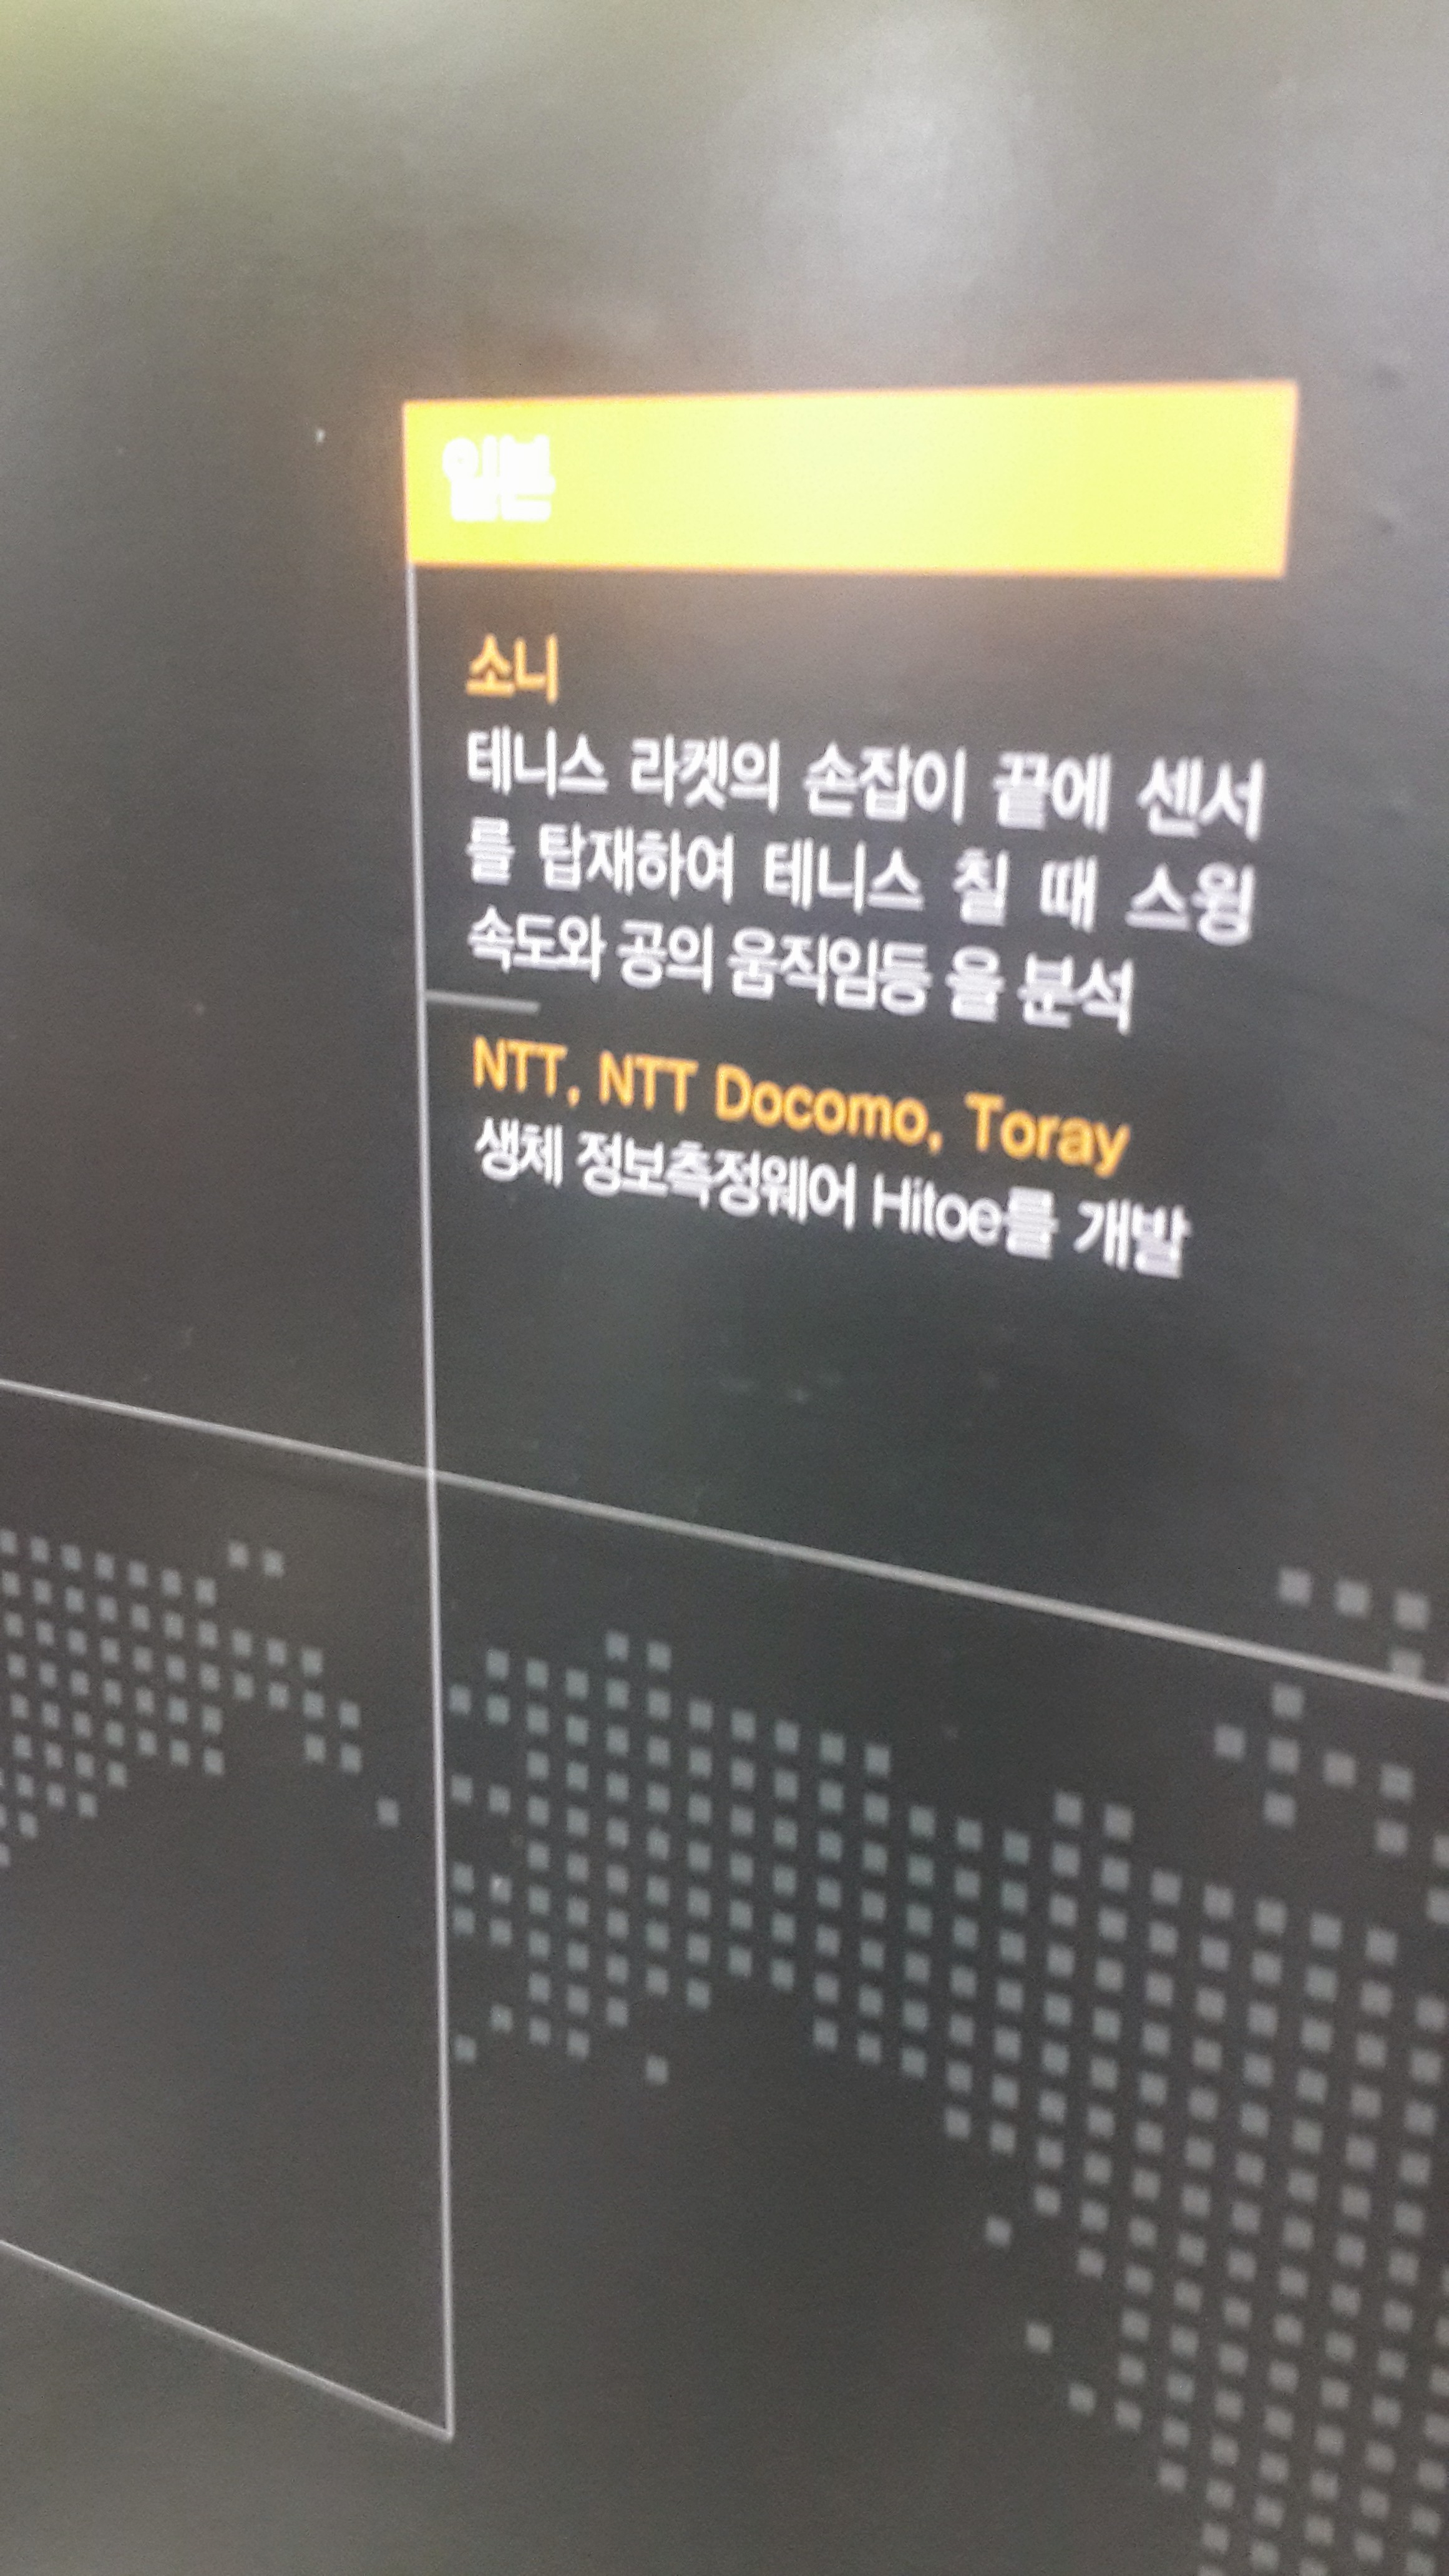 일본
소니
테니스 라켓의 손잡이 끝에 센서
를 탑재하여 테니스 칠 때 스윙
속도와 공의 움직임등 을 분석
NTT, NTT Docomo, Toray
생체 정보측정웨어 Hitoe를 개발